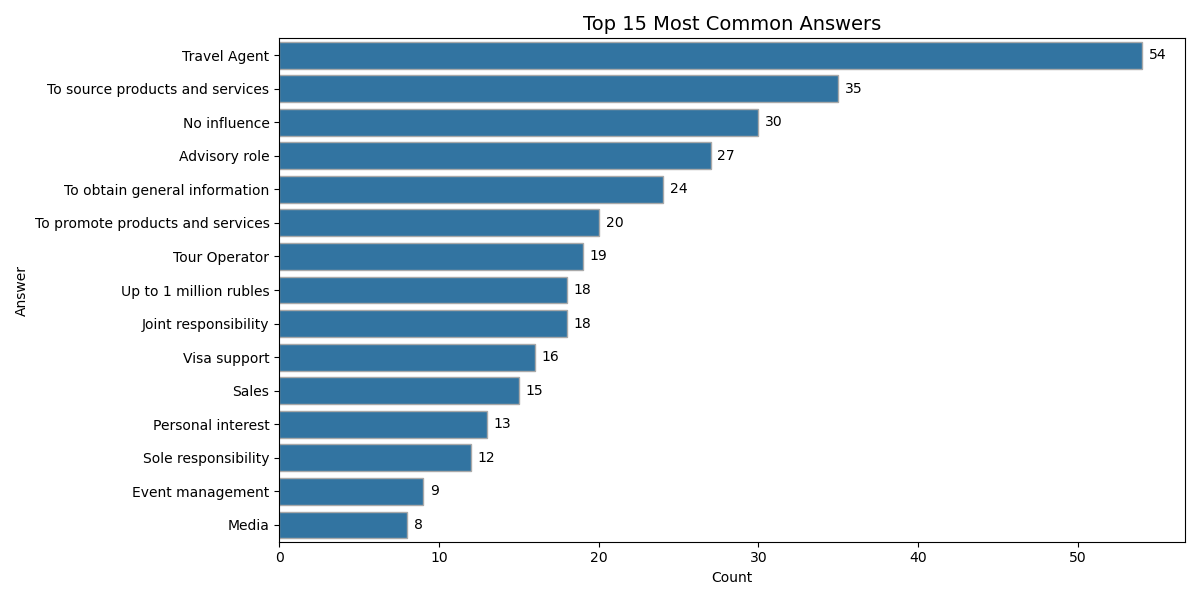 Top 15 Most Common Answers
Travel Agent 54
To source products and services 35
No influence 30
Advisory role 27
To obtain general information 24
To promote products and services 20
Tour Operator 19
Up to 1 million rubles 18
Joint responsibility 18
Visa support 16
Sales 15
Personal interest 13
Sole responsibility 12
Event management 9
Media 8
Answer
0 10 20 30 40 50
Count